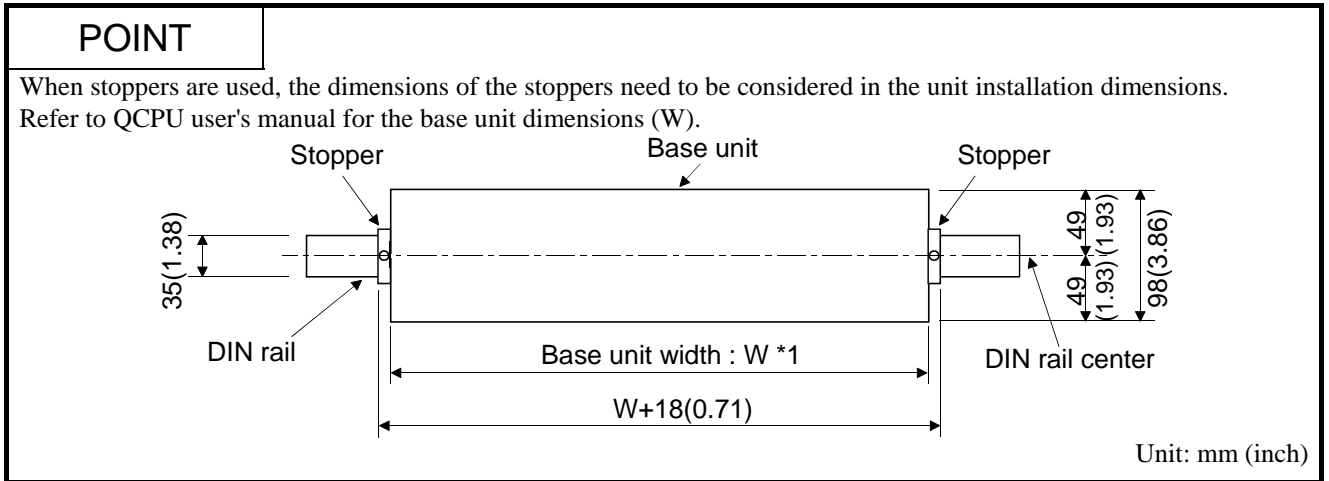 POINT
When stoppers are used, the dimensions of the stoppers need to be considered in the unit installation dimensions.
Refer to QCPU user's manual for the base unit dimensions (W).
Stopper
Base unit
Stopper
35(1.38)
49
(1.93)
49
(1.93)
98(3.86)
DIN rail
Base unit width : W *1
DIN rail center
W+18(0.71)
Unit: mm (inch)